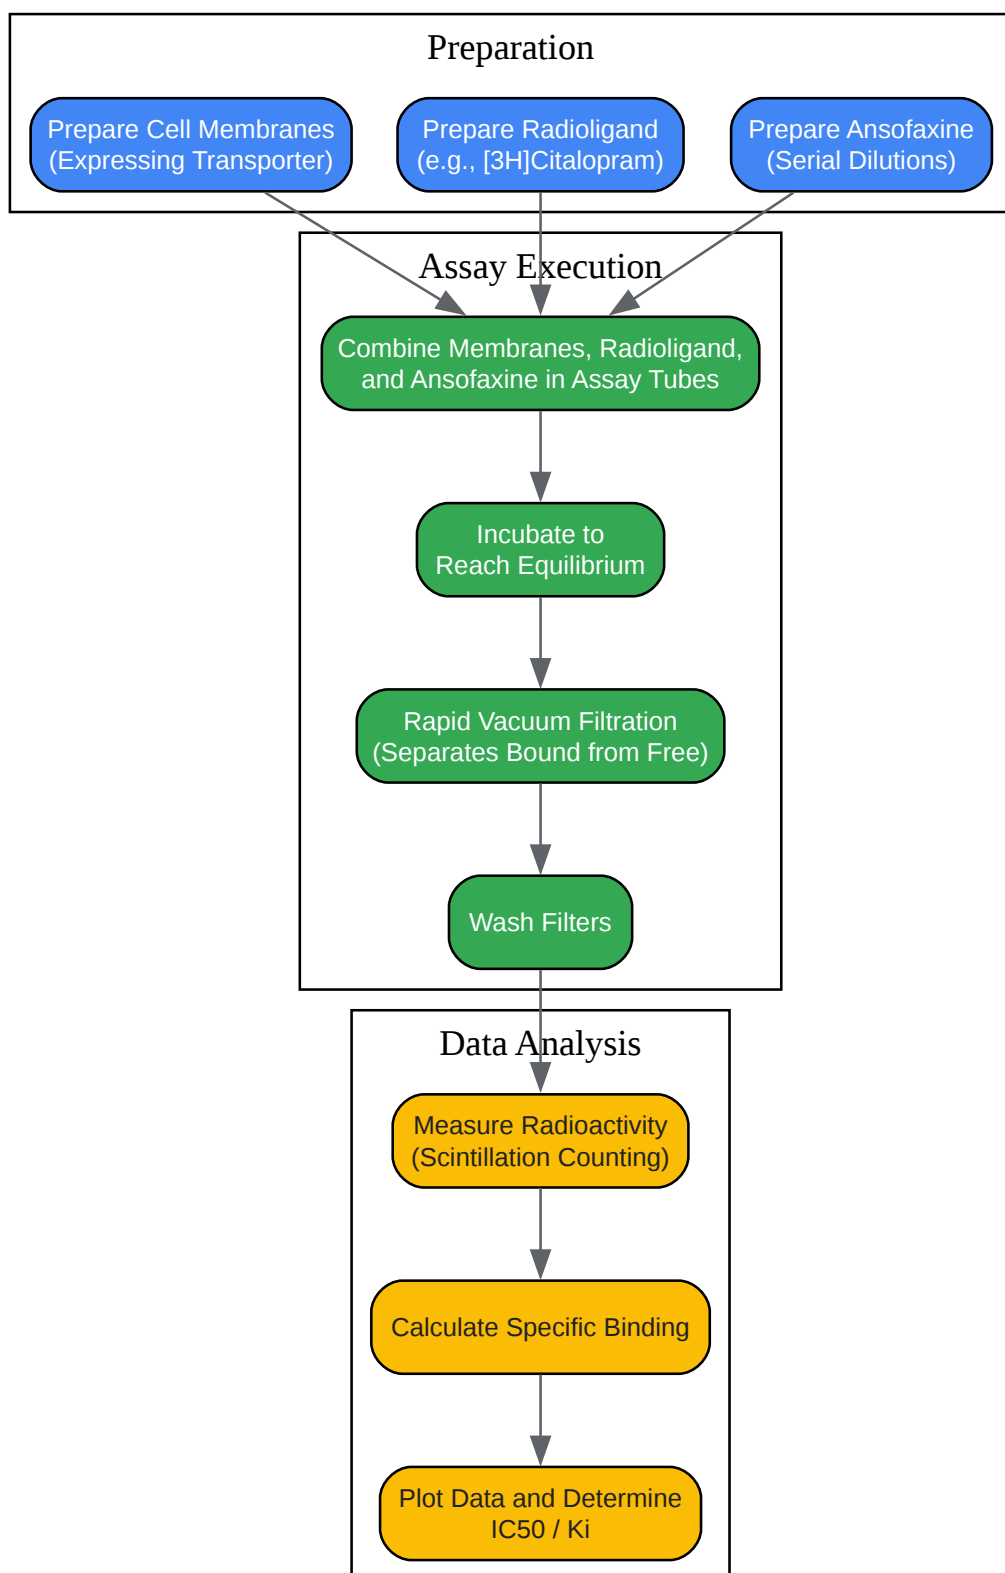 Preparation
Prepare Cell Membranes
(Expressing Transporter)
Prepare Radioligand
(e.g., [3H]Citalopram)
Prepare Ansofaxine
(Serial Dilutions)
Assay Execution
Combine Membranes, Radioligand,
and Ansofaxine in Assay Tubes
Incubate to
Reach Equilibrium
Rapid Vacuum Filtration
(Separates Bound from Free)
Wash Filters
Data Analysis
Measure Radioactivity
(Scintillation Counting)
Calculate Specific Binding
Plot Data and Determine
IC50 / Ki